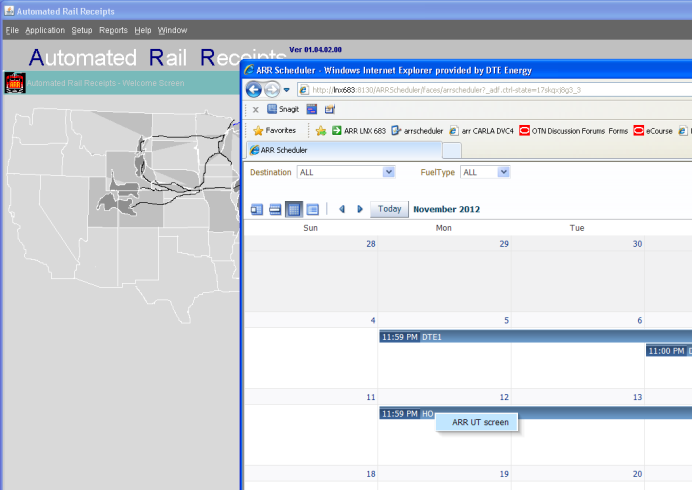 Automated Rail Receipts
File Application Setup Reports Help Window
Automated Rail Receipts Ver 01.04.02.00
Automated Rail Receipts - Welcome Screen
ARR Scheduler - Windows Internet Explorer provided by DTE Energy
http://lnx683:8130/ARRScheduler/faces/arrscheduler?_adf.ctrl-state=17skqxj8g3_3
x Snagit
Favorites ARR LNX 683 arrscheduler arr CARLA DVC4 OTN Discussion Forums Forms eCourse
ARR Scheduler
Destination ALL FuelType ALL
Today November 2012
Sun Mon Tue
28 29 30
4 5 6
11:59 PM DTE1
11:00 PM
11 12 13
11:59 PM HO
ARR UT screen
18 19 20